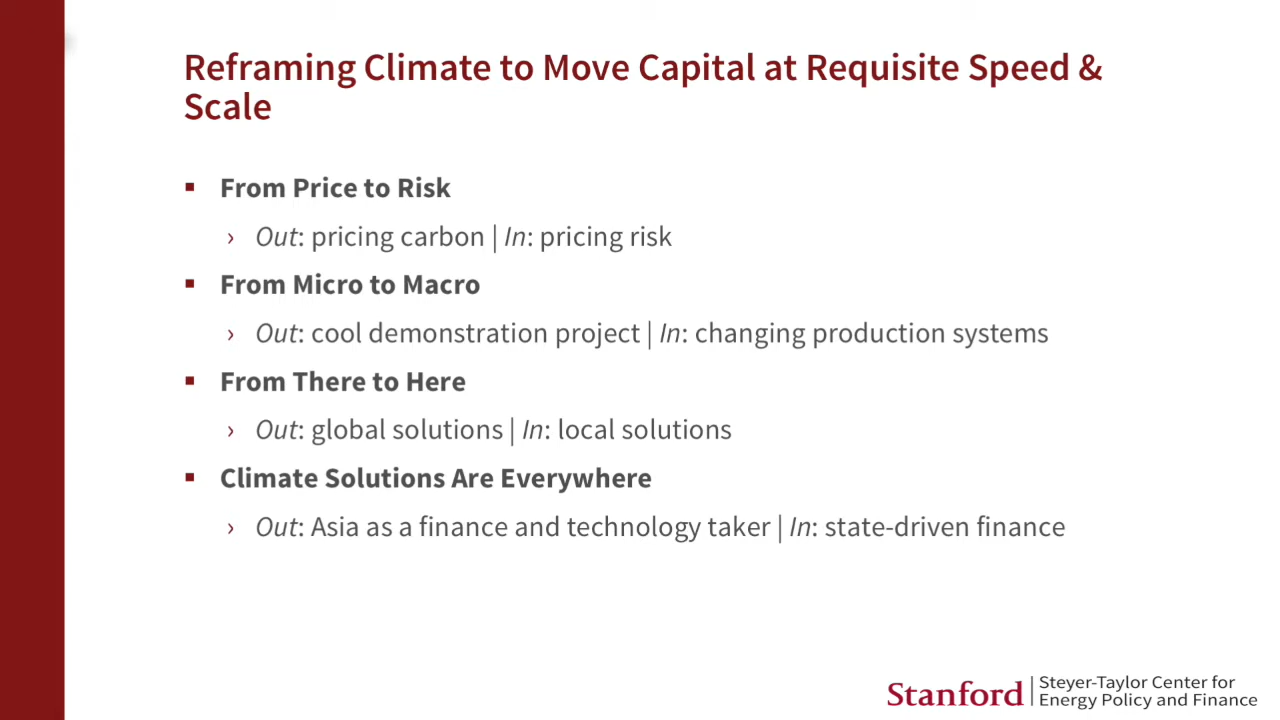 Reframing Climate to Move Capital at Requisite Speed &
Scale
▪ From Price to Risk
› Out: pricing carbon | In: pricing risk
▪ From Micro to Macro
› Out: cool demonstration project | In: changing production systems
▪ From There to Here
› Out: global solutions | In: local solutions
▪ Climate Solutions Are Everywhere
› Out: Asia as a finance and technology taker | In: state-driven finance
Stanford | Steyer-Taylor Center for
Energy Policy and Finance